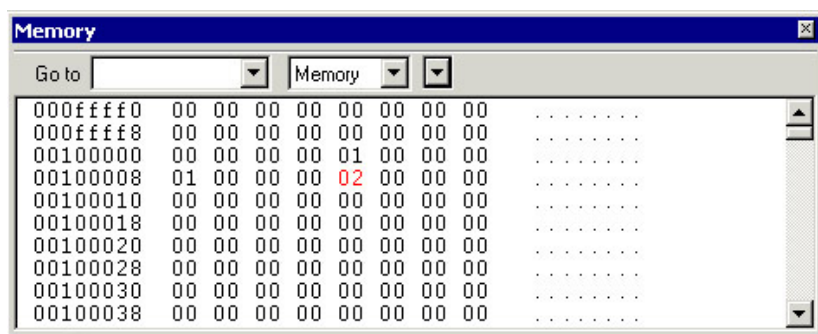 Memory
Go to Memory
000ffff0 00 00 00 00 00 00 00 00 ........
000ffff8 00 00 00 00 00 00 00 00 ........
00100000 00 00 00 00 01 00 00 00 ........
00100008 01 00 00 00 02 00 00 00 ........
00100010 00 00 00 00 00 00 00 00 ........
00100018 00 00 00 00 00 00 00 00 ........
00100020 00 00 00 00 00 00 00 00 ........
00100028 00 00 00 00 00 00 00 00 ........
00100030 00 00 00 00 00 00 00 00 ........
00100038 00 00 00 00 00 00 00 00 ........